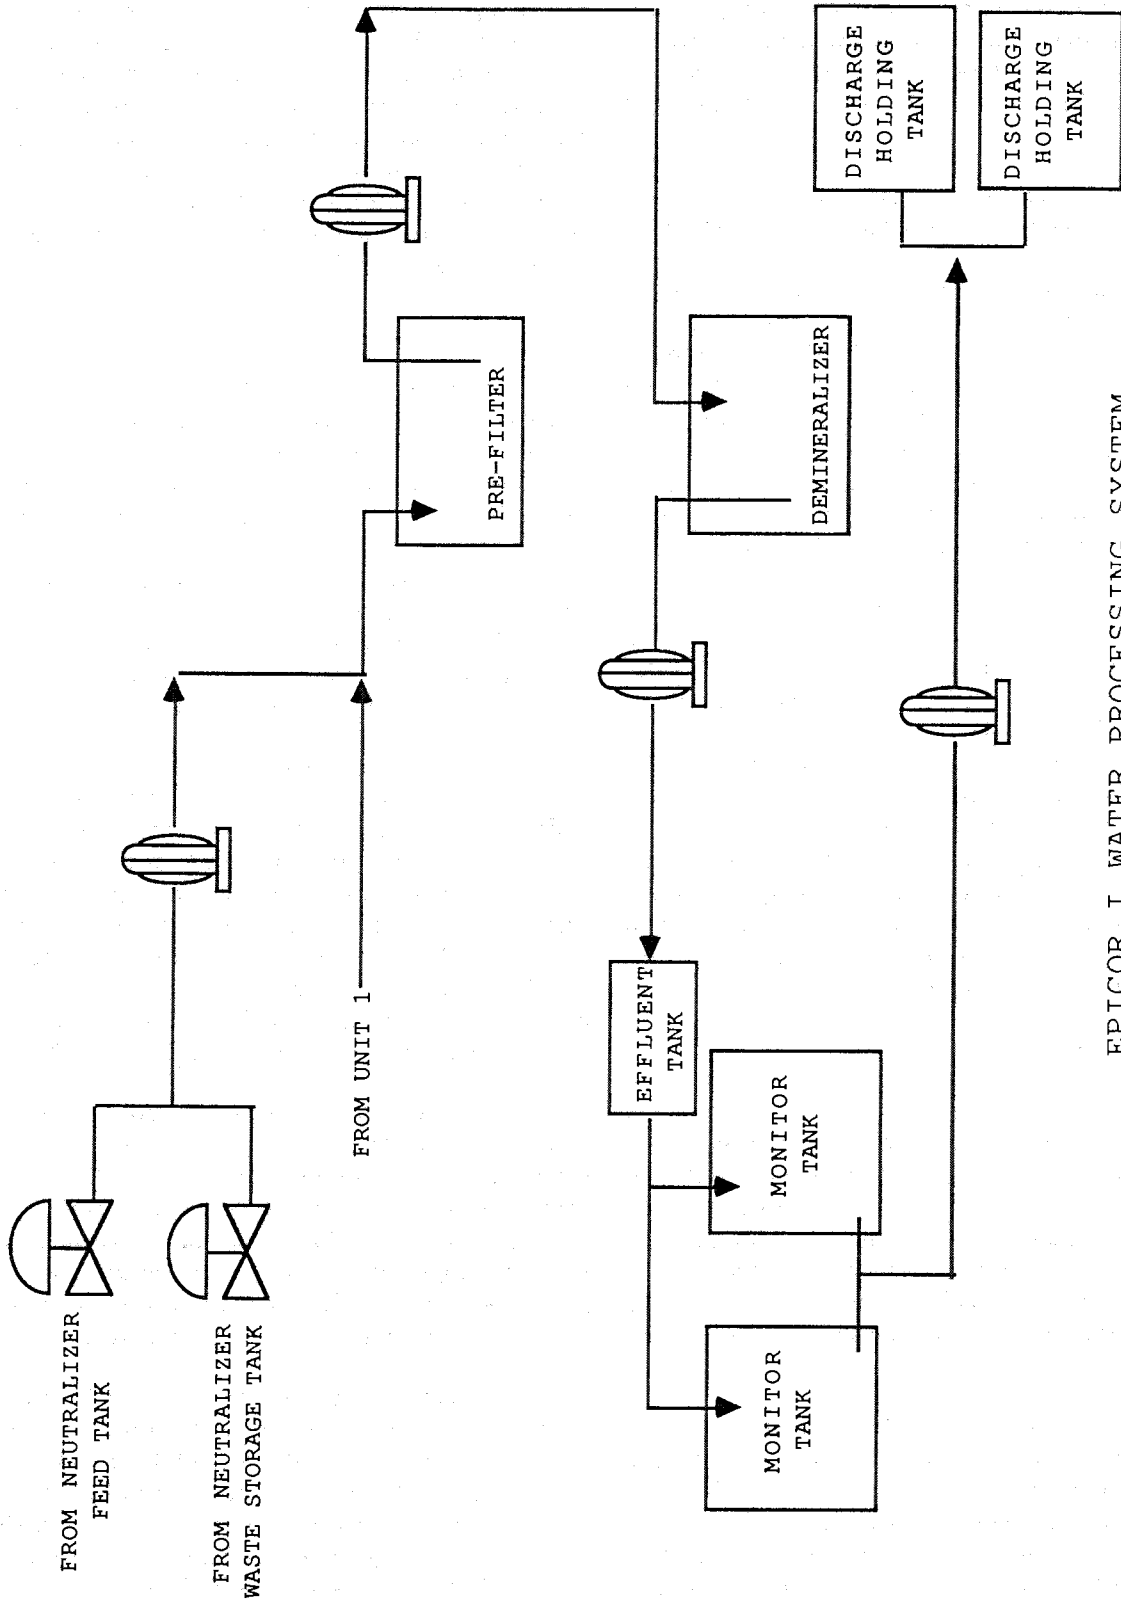 FROM NEUTRALIZER
FEED TANK
FROM NEUTRALIZER
WASTE STORAGE TANK
FROM UNIT 1
PRE-FILTER
DEMINERALIZER
EFFLUENT
TANK
MONITOR
TANK
MONITOR
TANK
DISCHARGE
HOLDING
TANK
DISCHARGE
HOLDING
TANK
EPICOR I WATER PROCESSING SYSTEM